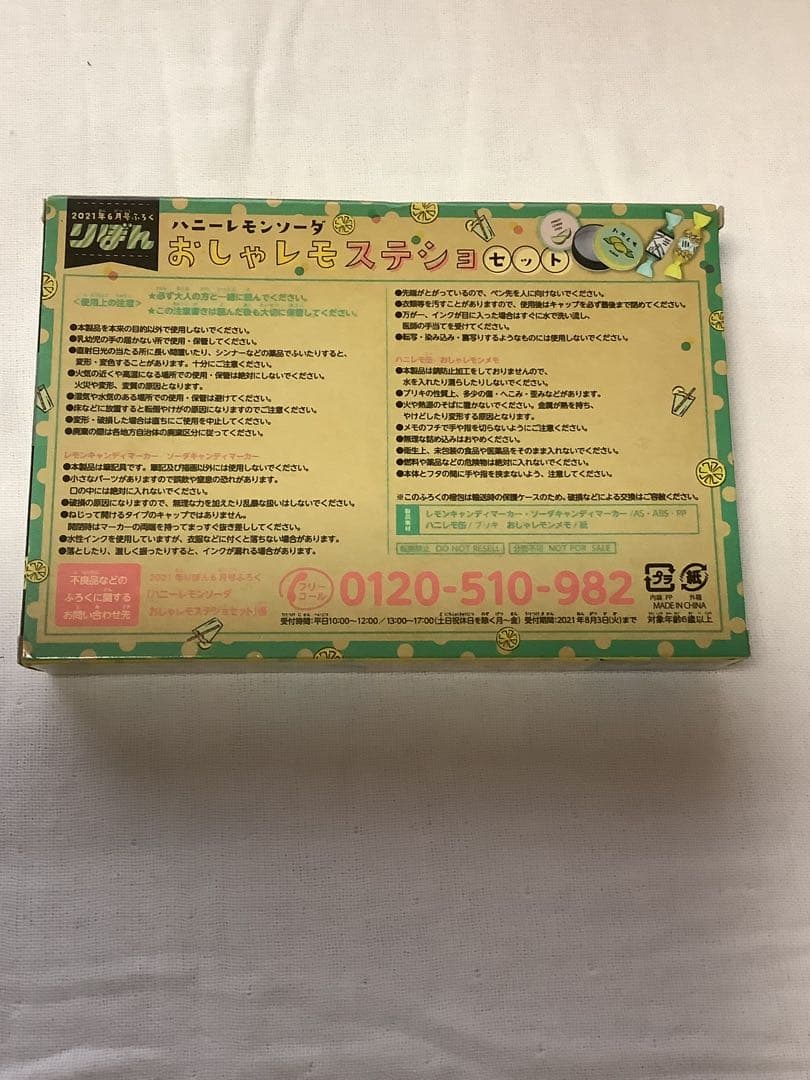 2021年6月号ふろく
りぼん
ハニーレモンソーダ
おしゃレモステショセット
<使用上の注意>
★必ず大人の方と一緒に読んでください。
★この注意書きは読んだ後も大切に保管してください。
●本製品を本来の目的以外で使用しないでください。
●乳幼児の手の届かない所で使用・保管してください。
●直射日光の当たる所に長い間置いたり、シンナーなどの薬品でふいたりすると、
変形・変色することがあります。十分にご注意ください。
●火気の近くや高温になる場所での使用・保管は絶対にしないでください。
火災や変形、変質の原因となります。
●湿気や水気のある場所での使用・保管は避けてください。
●床などに放置すると転倒やけがの原因になりますのでご注意ください。
●変形・破損した場合は直ちにご使用を中止してください。
●廃棄の際は各地方自治体の廃棄区分に従ってください。
レモンキャンディマーカー ソーダキャンディマーカー
●本製品は筆記具です。筆記及び描画以外には使用しないでください。
●小さなパーツがありますので誤飲や窒息の恐れがあります。
口の中には絶対に入れないでください。
●破損の原因になりますので、無理な力を加えたり乱暴な扱いはしないでください。
●ねじって開けるタイプのキャップではありません。
開閉時はマーカーの両端を持ってまっすぐ抜き差ししてください。
●水性インクを使用していますが、衣服などに付くと落ちない場合があります。
●落としたり、激しく振ったりすると、インクが漏れる場合があります。
●先端がとがっているので、ペン先を人に向けないでください。
●衣類等を汚すことがありますので、使用後はキャップを必ず最後まで閉めてください。
●万が一、インクが目に入った場合はすぐに水で洗い流し、
医師の手当てを受けてください。
●転写・染み込み・裏写りするようなものには使用しないでください。
ハニレモ缶/おしゃレモンメモ
●本製品は錆防止加工をしておりませんので、
水を入れたり濡らしたりしないでください。
●ブリキの性質上、多少の傷・へこみ・歪みなどがあります。
●火や熱源のそばに置かないでください。金属が熱を持ち、
やけどしたり変形する原因となります。
●メモのフチで手や指を切らないようにご注意ください。
●無理な詰め込みはおやめください。
●衛生上、未包装の食品や医薬品をそのまま入れないでください。
●燃料や薬品などの危険物は絶対に入れないでください。
●本体とフタの間に手や指を挟まないよう、注意してください。
※このふろくの梱包は輸送時の保護ケースのため、破損などによる交換はご容赦ください。
製品素材
レモンキャンディマーカー・ソーダキャンディマーカー/AS・ABS・PP
ハニレモ缶/ブリキ おしゃレモンメモ/紙
転売禁止 DO NOT RESELL
分売不可 NOT FOR SALE
不良品などの
ふろくに関する
お問い合わせ先
2021年りぼん6月号ふろく
「ハニーレモンソーダ
おしゃレモステショセット」係
フリーコール
0120-510-982
受付時間:平日10:00〜12:00/13:00〜17:00(土日祝休日を除く月〜金) 受付期間:2021年8月3日(火)まで
プラ
紙
内袋 PP 外箱
MADE IN CHINA
対象年齢6歳以上